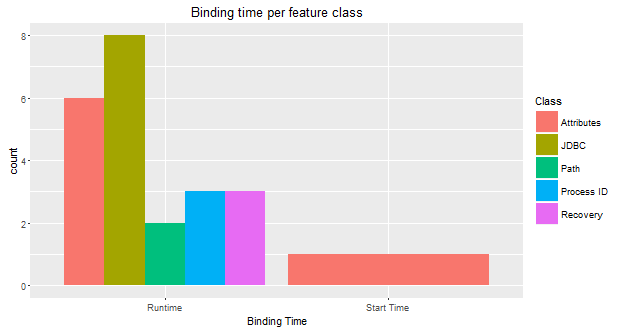 Binding time per feature class
count
8
6
4
2
0
Runtime
Start Time
Binding Time
Class
Attributes
JDBC
Path
Process ID
Recovery